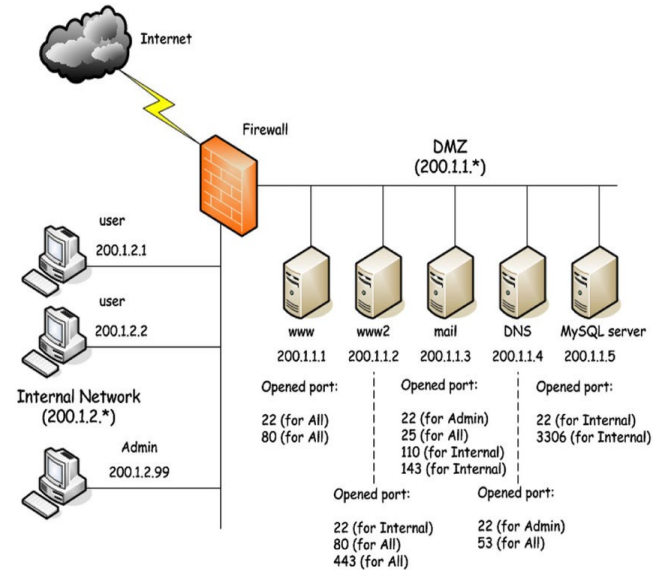 Internet
Firewall
DMZ
(200.1.1.*)
user
200.1.2.1
user
200.1.2.2
Internal Network
(200.1.2.*)
Admin
200.1.2.99
www
200.1.1.1
Opened port:
22 (for All)
80 (for All)
www2
200.1.1.2
Opened port:
22 (for Internal)
80 (for All)
443 (for All)
mail
200.1.1.3
Opened port:
22 (for Admin)
25 (for All)
110 (for Internal)
143 (for Internal)
DNS
200.1.1.4
Opened port:
22 (for Admin)
53 (for All)
MySQL server
200.1.1.5
Opened port:
22 (for Internal)
3306 (for Internal)